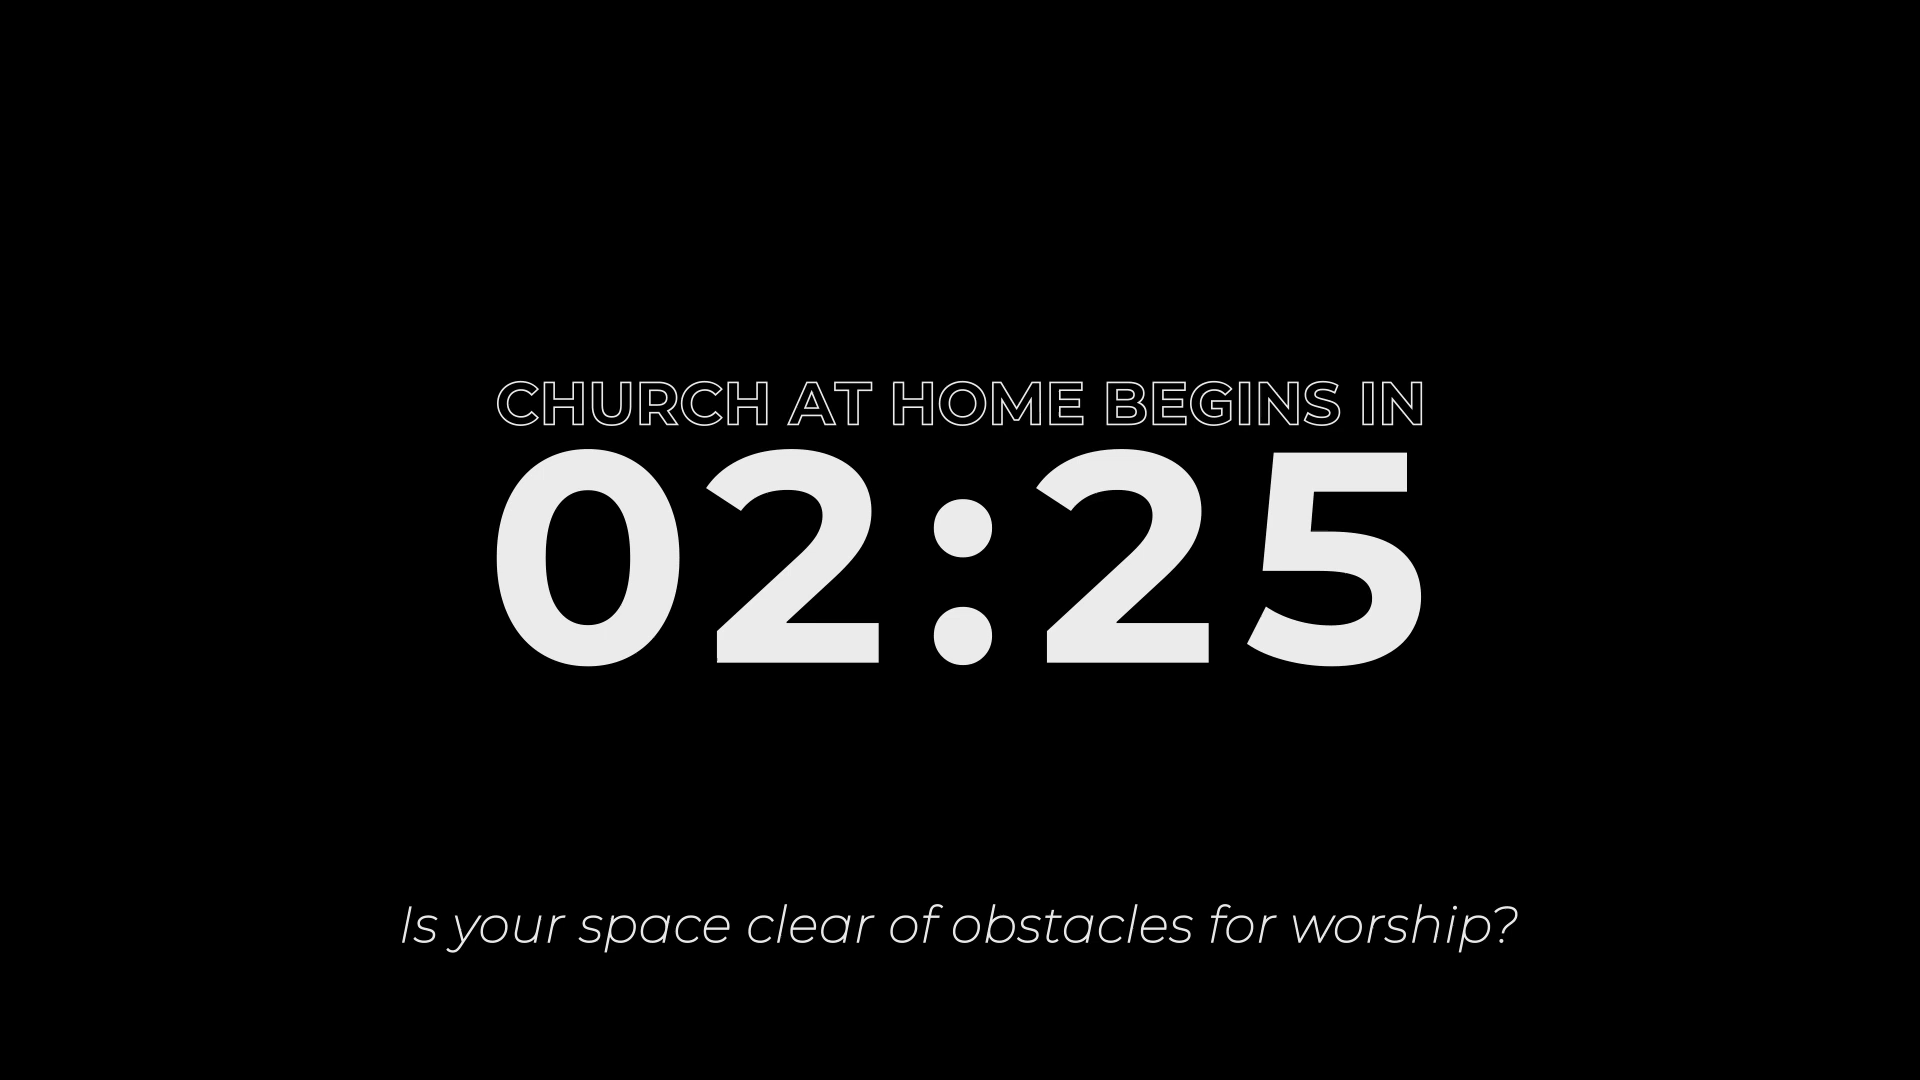 CHURCH AT HOME BEGINS IN
02:25
Is your space clear of obstacles for worship?